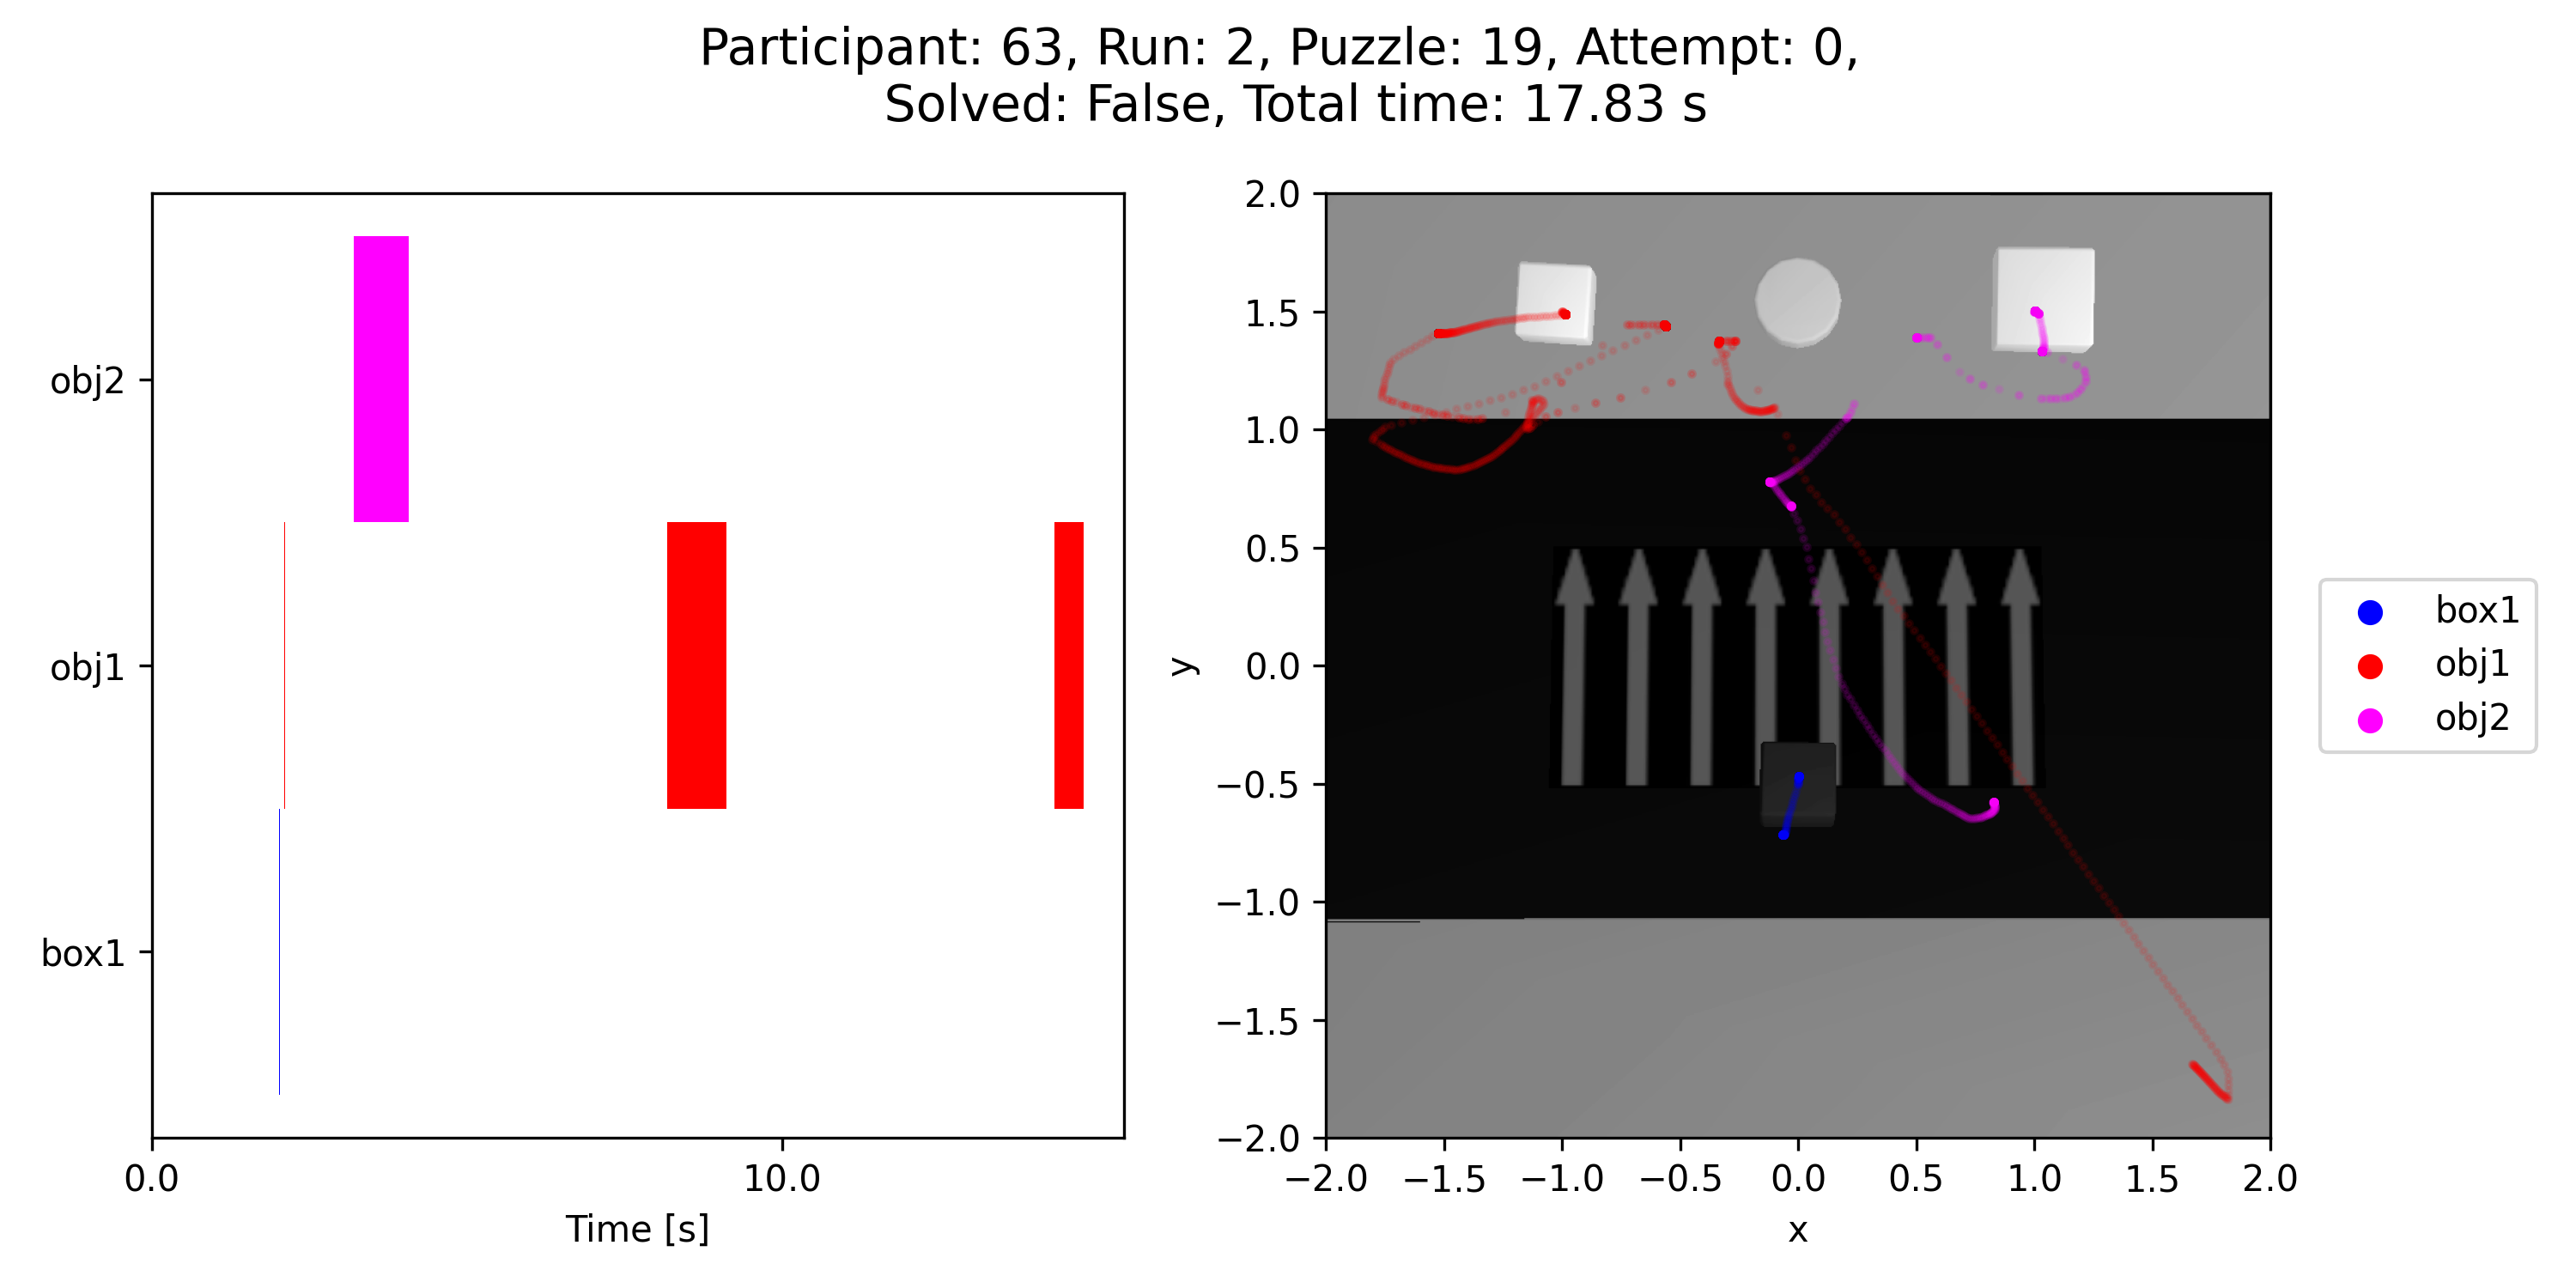 Participant: 63, Run: 2, Puzzle: 19, Attempt: 0,
Solved: False, Total time: 17.83 s
obj2
obj1
box1
0.0
10.0
Time [s]
2.0
1.5
1.0
0.5
0.0
−0.5
−1.0
−1.5
−2.0
y
−2.0
−1.5
−1.0
−0.5
0.0
0.5
1.0
1.5
2.0
x
box1
obj1
obj2